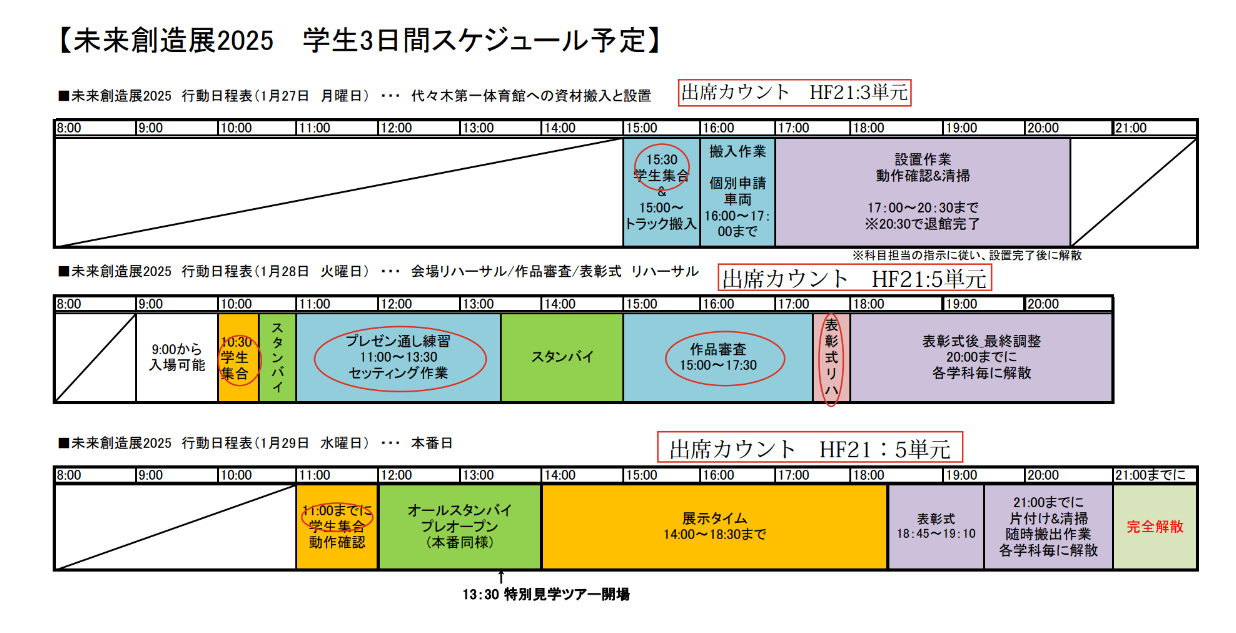 【未来創造展2025　学生3日間スケジュール予定】
■未来創造展2025　行動日程表（1月27日　月曜日）　･･･　代々木第一体育館への資材搬入と設置
出席カウント　HF21:3単元
8:00 9:00 10:00 11:00 12:00 13:00 14:00 15:00 16:00 17:00 18:00 19:00 20:00 21:00
15:30
学生集合
&
15:00～
トラック搬入
搬入作業
個別申請
車両
16:00～17:
00まで
設置作業
動作確認&清掃
17:00～20:30まで
※20:30で退館完了
※科目担当の指示に従い、設置完了後に解散
■未来創造展2025　行動日程表（1月28日　火曜日）　･･･　会場リハーサル/作品審査/表彰式　リハーサル
出席カウント　HF21:5単元
8:00 9:00 10:00 11:00 12:00 13:00 14:00 15:00 16:00 17:00 18:00 19:00 20:00
9:00から
入場可能
10:30
学生
集合
スタンバイ
プレゼン通し練習
11:00～13:30
セッティング作業
スタンバイ
作品審査
15:00～17:30
表彰式リハ
表彰式後 最終調整
20:00までに
各学科毎に解散
■未来創造展2025　行動日程表（1月29日　水曜日）　･･･　本番日
出席カウント　HF21：5単元
8:00 9:00 10:00 11:00 12:00 13:00 14:00 15:00 16:00 17:00 18:00 19:00 20:00 21:00までに
11:00までに
学生集合
動作確認
オールスタンバイ
プレオープン
（本番同様）
展示タイム
14:00～18:30まで
表彰式
18:45～19:10
21:00までに
片付け&清掃
随時搬出作業
各学科毎に解散
完全解散
↑
13:30 特別見学ツアー開場